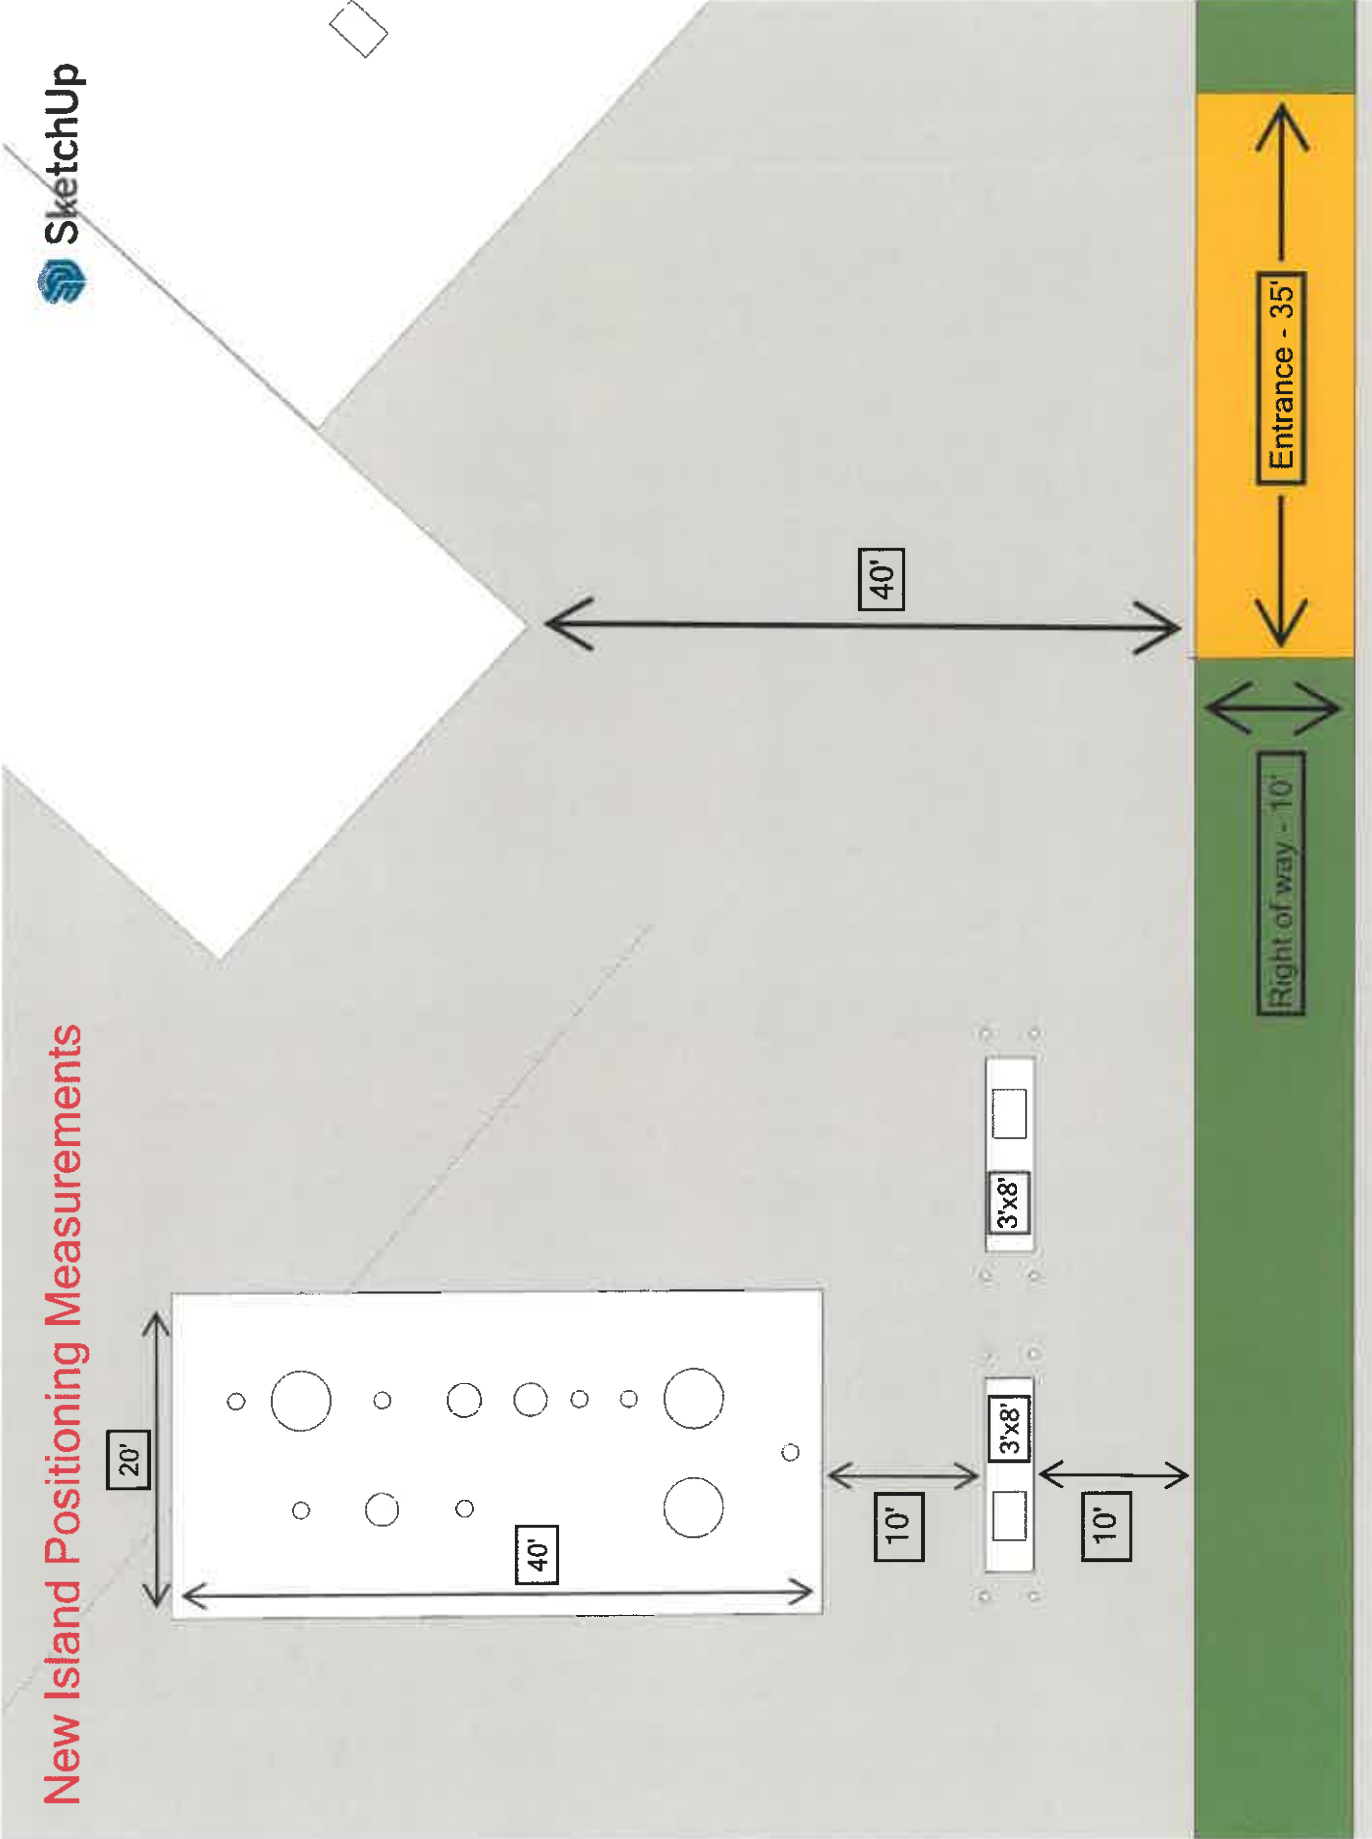 New Island Positioning Measurements
SketchUp
20'
40'
40'
10'
3'x8'
3'x8'
10'
Right of way - 10'
Entrance - 35'